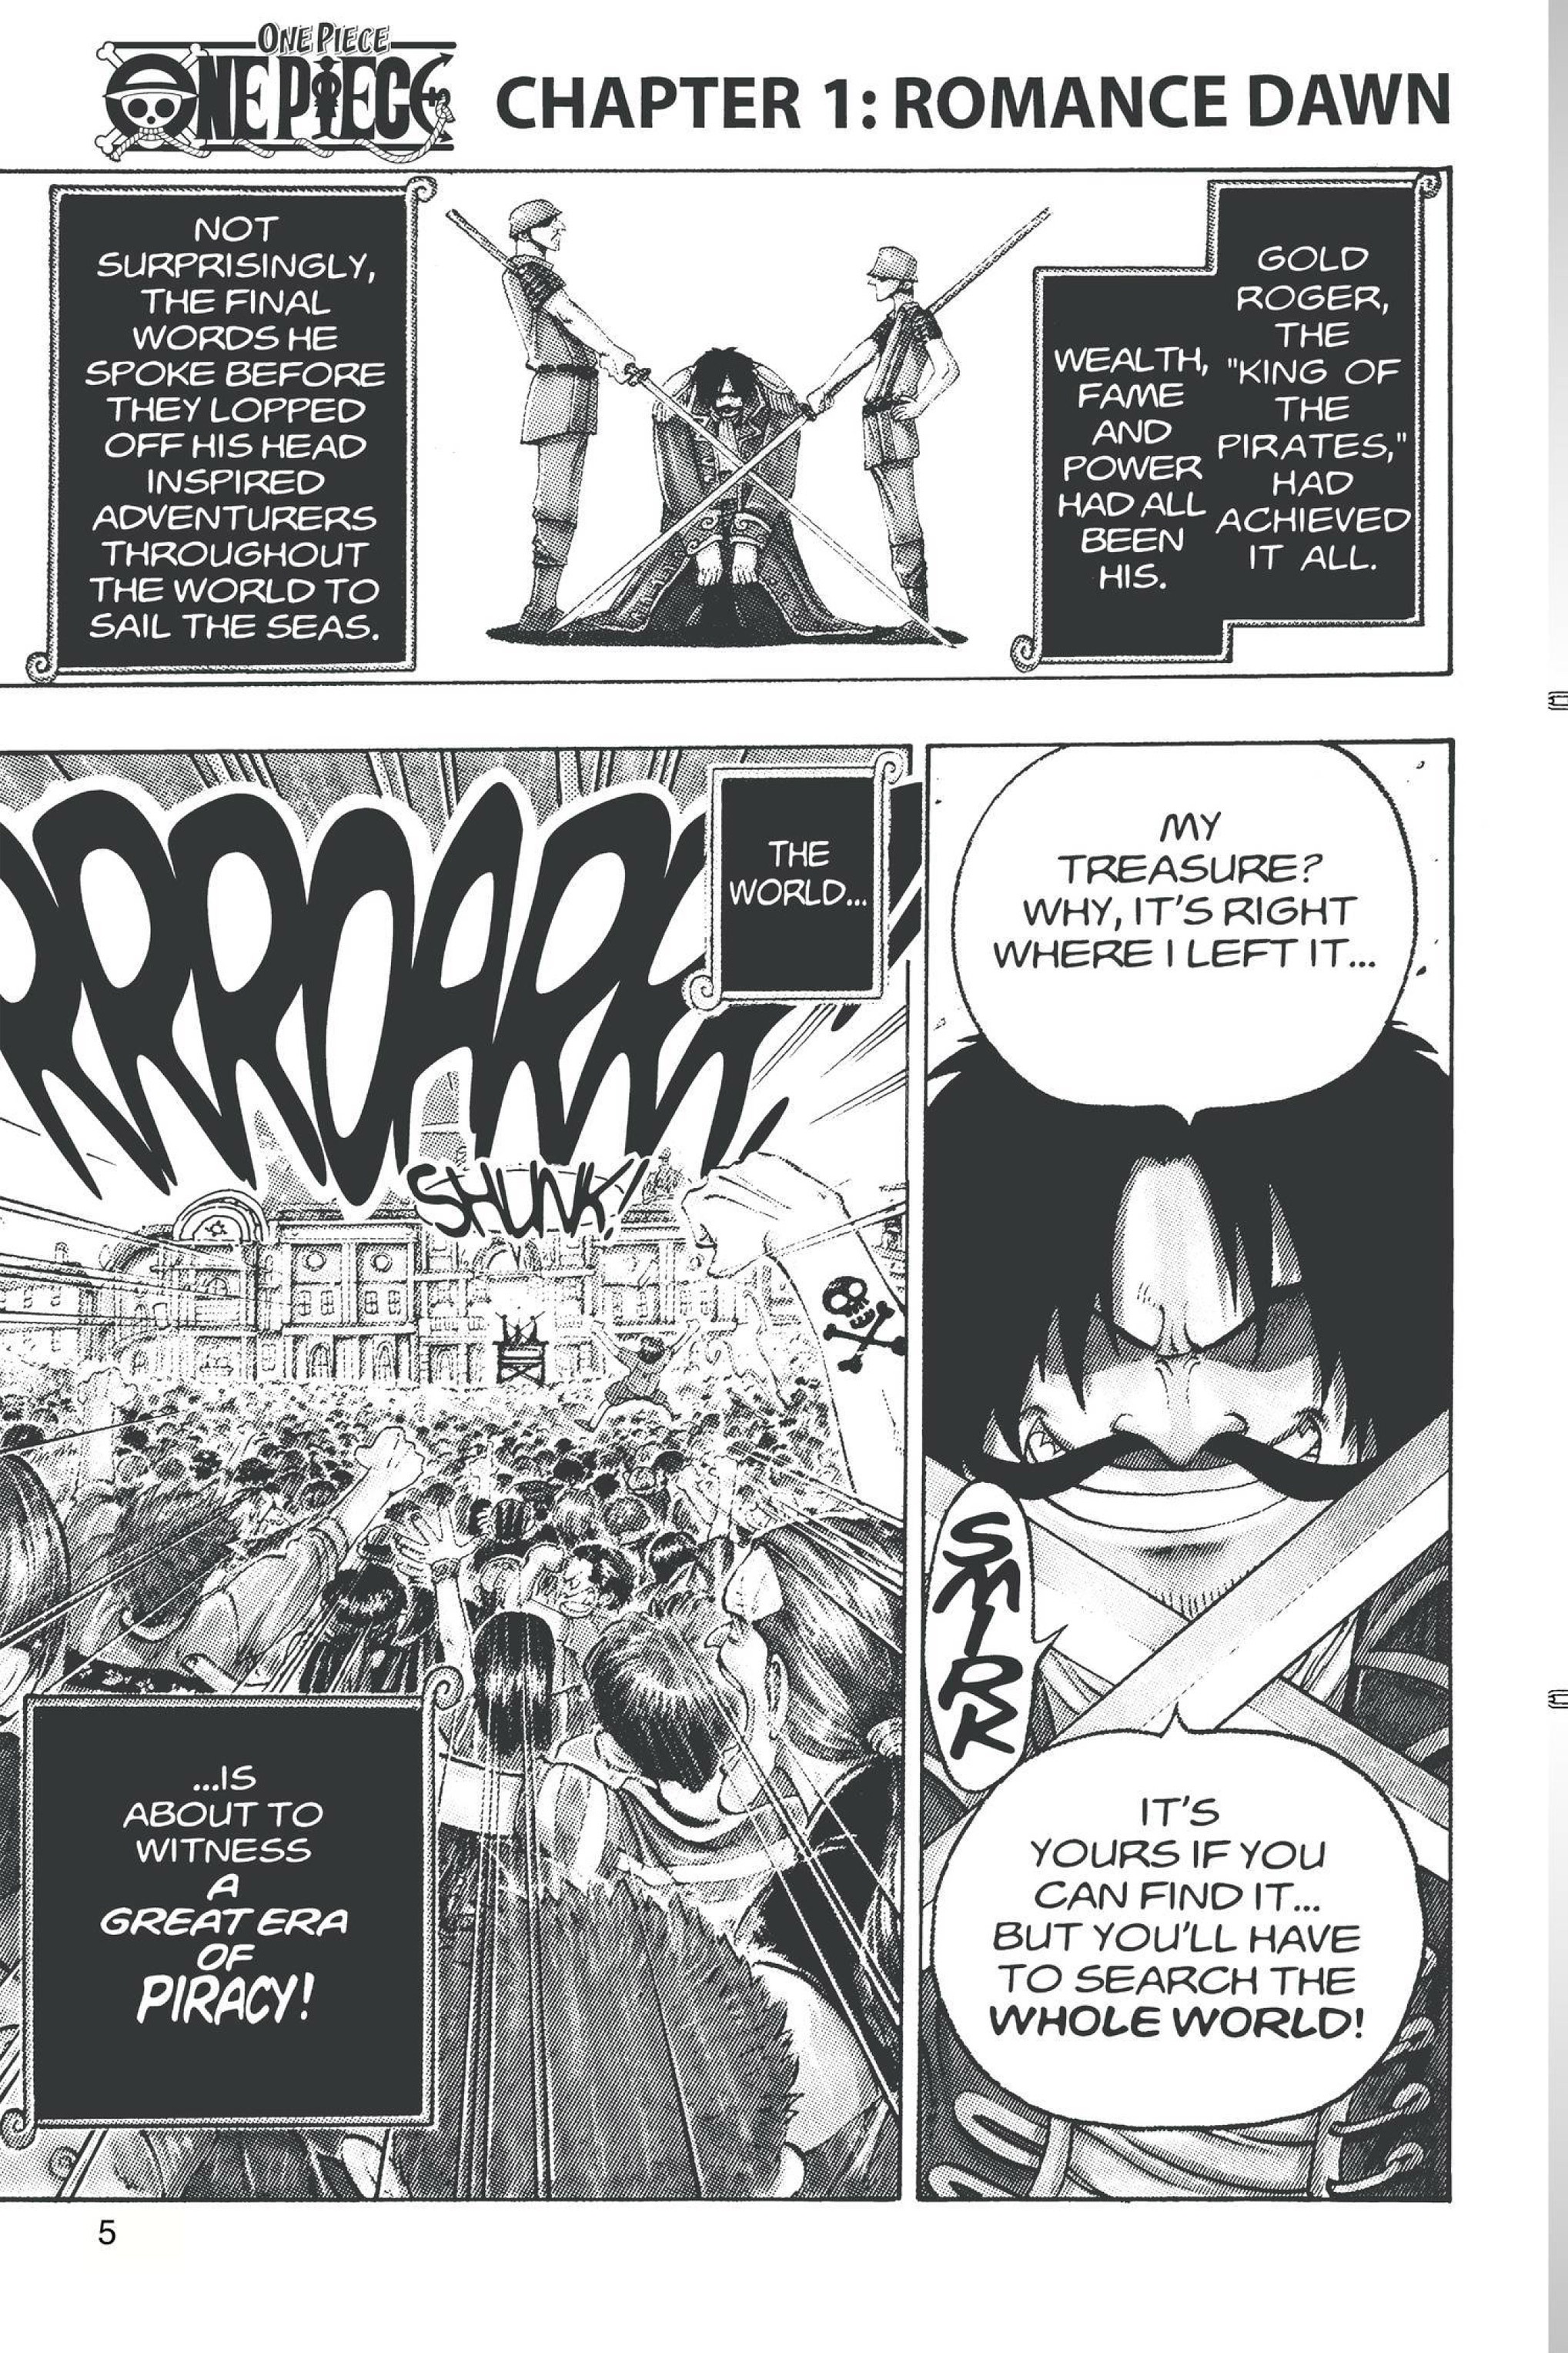 ONE PIECE
ONE PIECE
CHAPTER 1: ROMANCE DAWN
GOLD
ROGER,
THE
"KING OF
THE
PIRATES,"
HAD
ACHIEVED
IT ALL.
WEALTH,
FAME
AND
POWER
HAD ALL
BEEN
HIS.
NOT
SURPRISINGLY,
THE FINAL
WORDS HE
SPOKE BEFORE
THEY LOPPED
OFF HIS HEAD
INSPIRED
ADVENTURERS
THROUGHOUT
THE WORLD TO
SAIL THE SEAS.
MY
TREASURE?
WHY, IT'S RIGHT
WHERE I LEFT IT...
SMIRK
IT'S
YOURS IF YOU
CAN FIND IT...
BUT YOU'LL HAVE
TO SEARCH THE
WHOLE WORLD!
THE
WORLD...
RRROARR!
SHUNK!
...IS
ABOUT TO
WITNESS
A
GREAT ERA
OF
PIRACY!
5